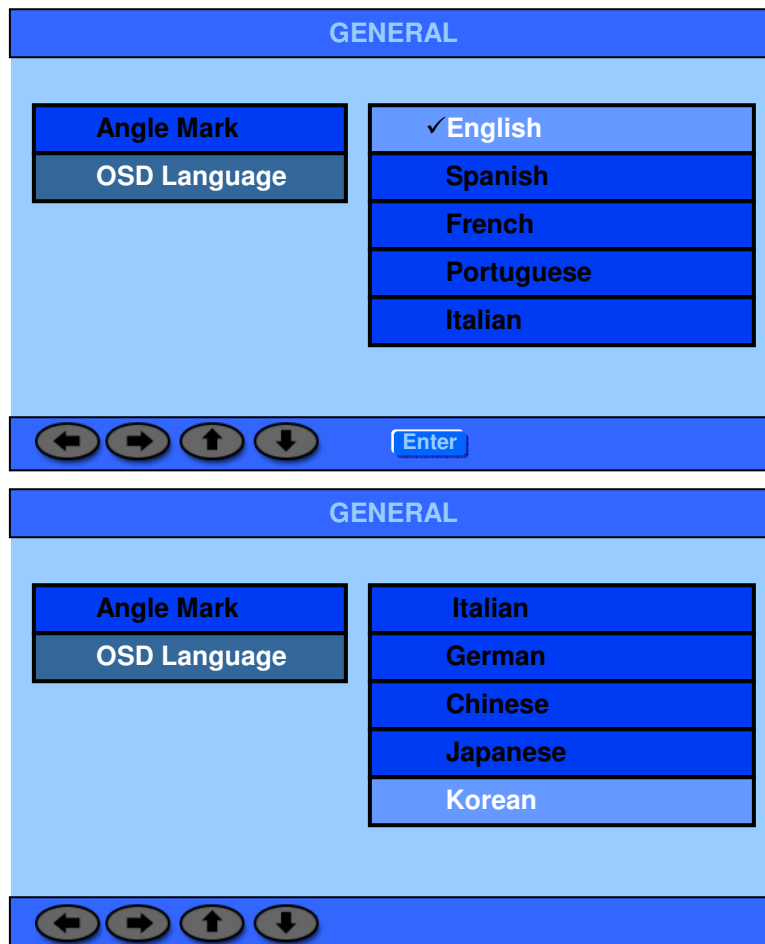 GENERAL
Angle Mark
OSD Language
✓English
Spanish
French
Portuguese
Italian
Enter
GENERAL
Angle Mark
OSD Language
Italian
German
Chinese
Japanese
Korean